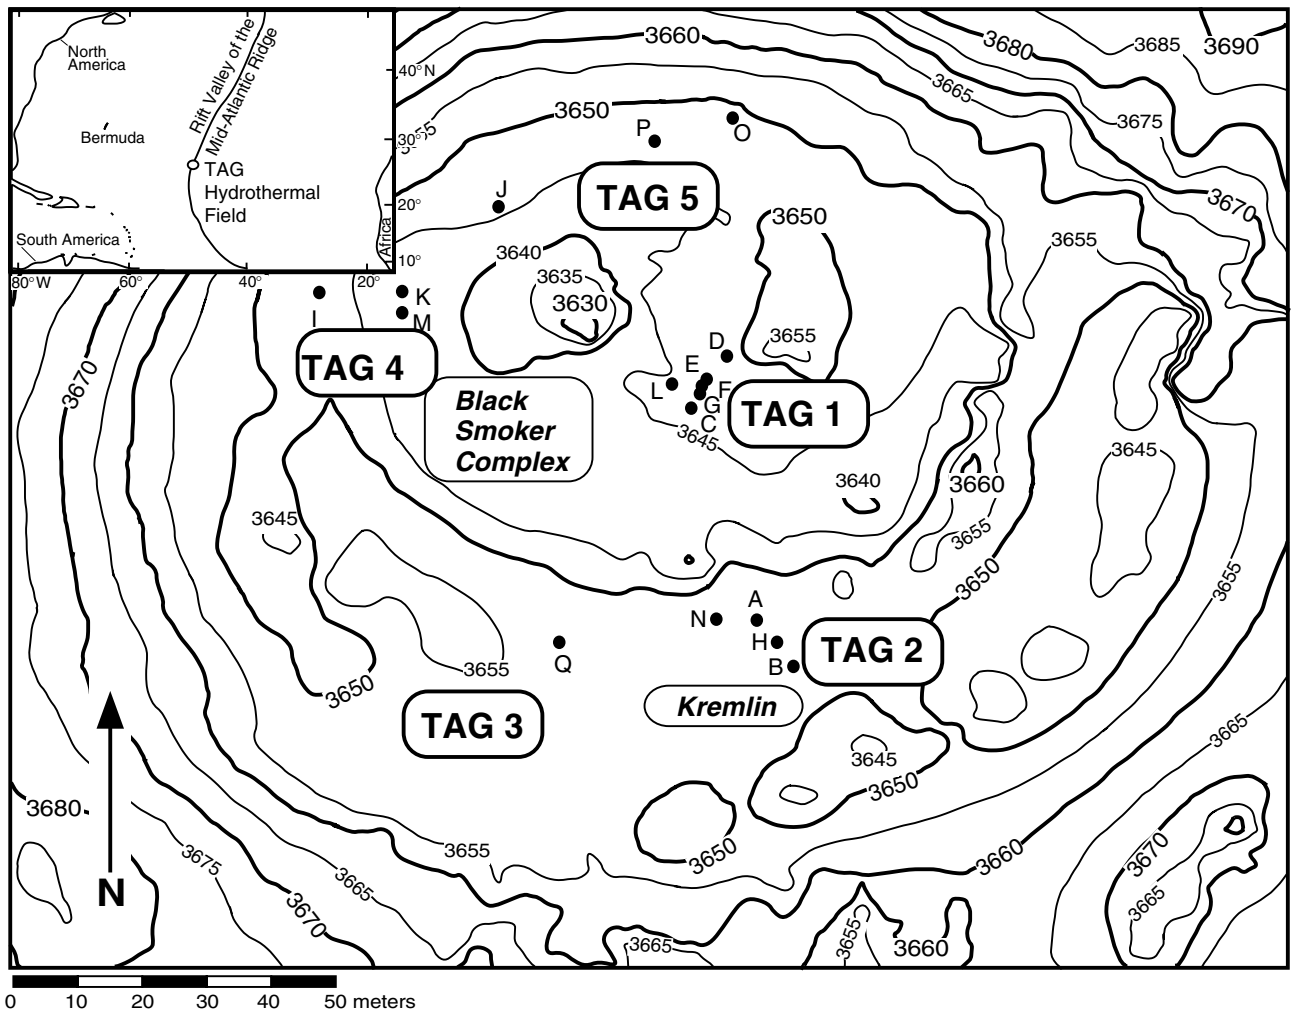 North
America
Bermuda
Rift Valley of the
Mid-Atlantic Ridge
TAG
Hydrothermal
Field
South America
Africa
40°N
30°
20°
10°
80°W
60°
40°
20°
3660
3680
3685
3690
3665
3675
3650
P
O
J
TAG 5
3670
3650
3655
3640
3635
3630
I
K
M
3655
D
E
L
F
G
C
TAG 4
TAG 1
3670
Black
Smoker
Complex
3645
3645
3640
3660
3645
3655
3650
3655
N
A
H
B
Q
TAG 2
3655
3650
Kremlin
TAG 3
3665
3645
3650
3680
N
3675
3655
3650
3660
3670
3665
3670
3665
3665
3655
3660
0
10
20
30
40
50 meters